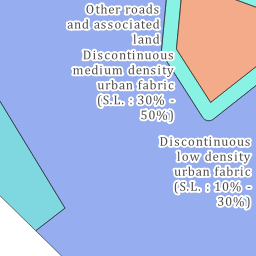 Other roads
and associated
land
Discontinuous
medium density
urban fabric
(S.L. : 30% -
50%)
Discontinuous
low density
urban fabric
(S.L. : 10% -
30%)